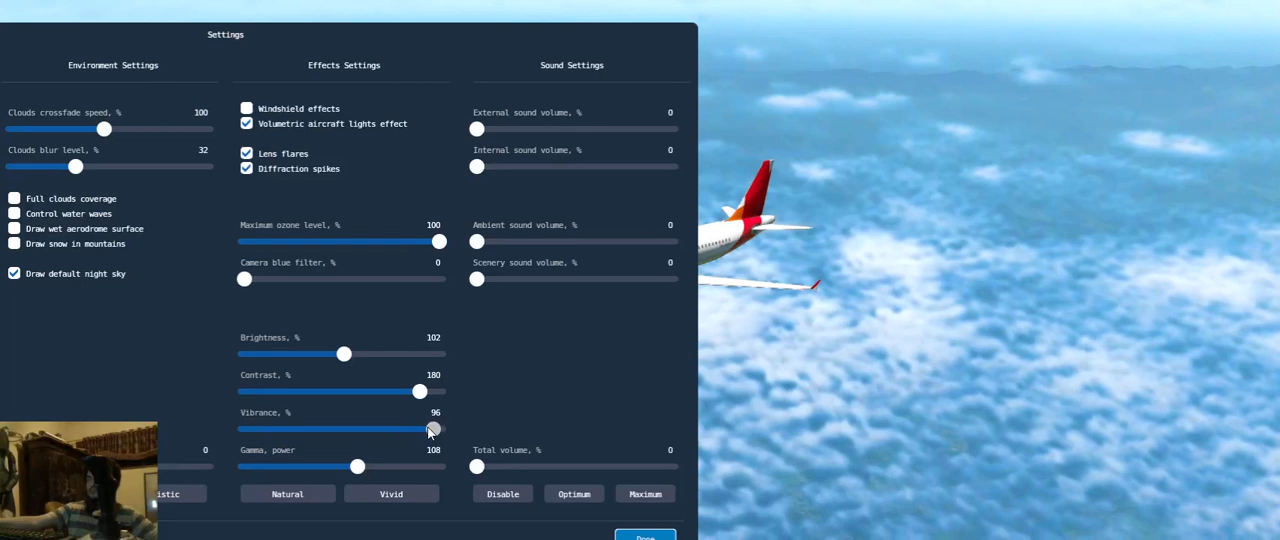 Settings
Environment Settings
Clouds crossfade speed, % 100
Clouds blur level, % 32
Full clouds coverage
Control water waves
Draw wet aerodrome surface
Draw snow in mountains
Draw default night sky
0
Effects Settings
Windshield effects
Volumetric aircraft lights effect
Lens flares
Diffraction spikes
Maximum ozone level, % 100
Camera blue filter, % 0
Brightness, % 102
Contrast, % 180
Vibrance, % 96
Gamma, power 108
Natural Vivid
Sound Settings
External sound volume, % 0
Internal sound volume, % 0
Ambient sound volume, % 0
Scenery sound volume, % 0
Total volume, % 0
Disable Optimum Maximum
Done